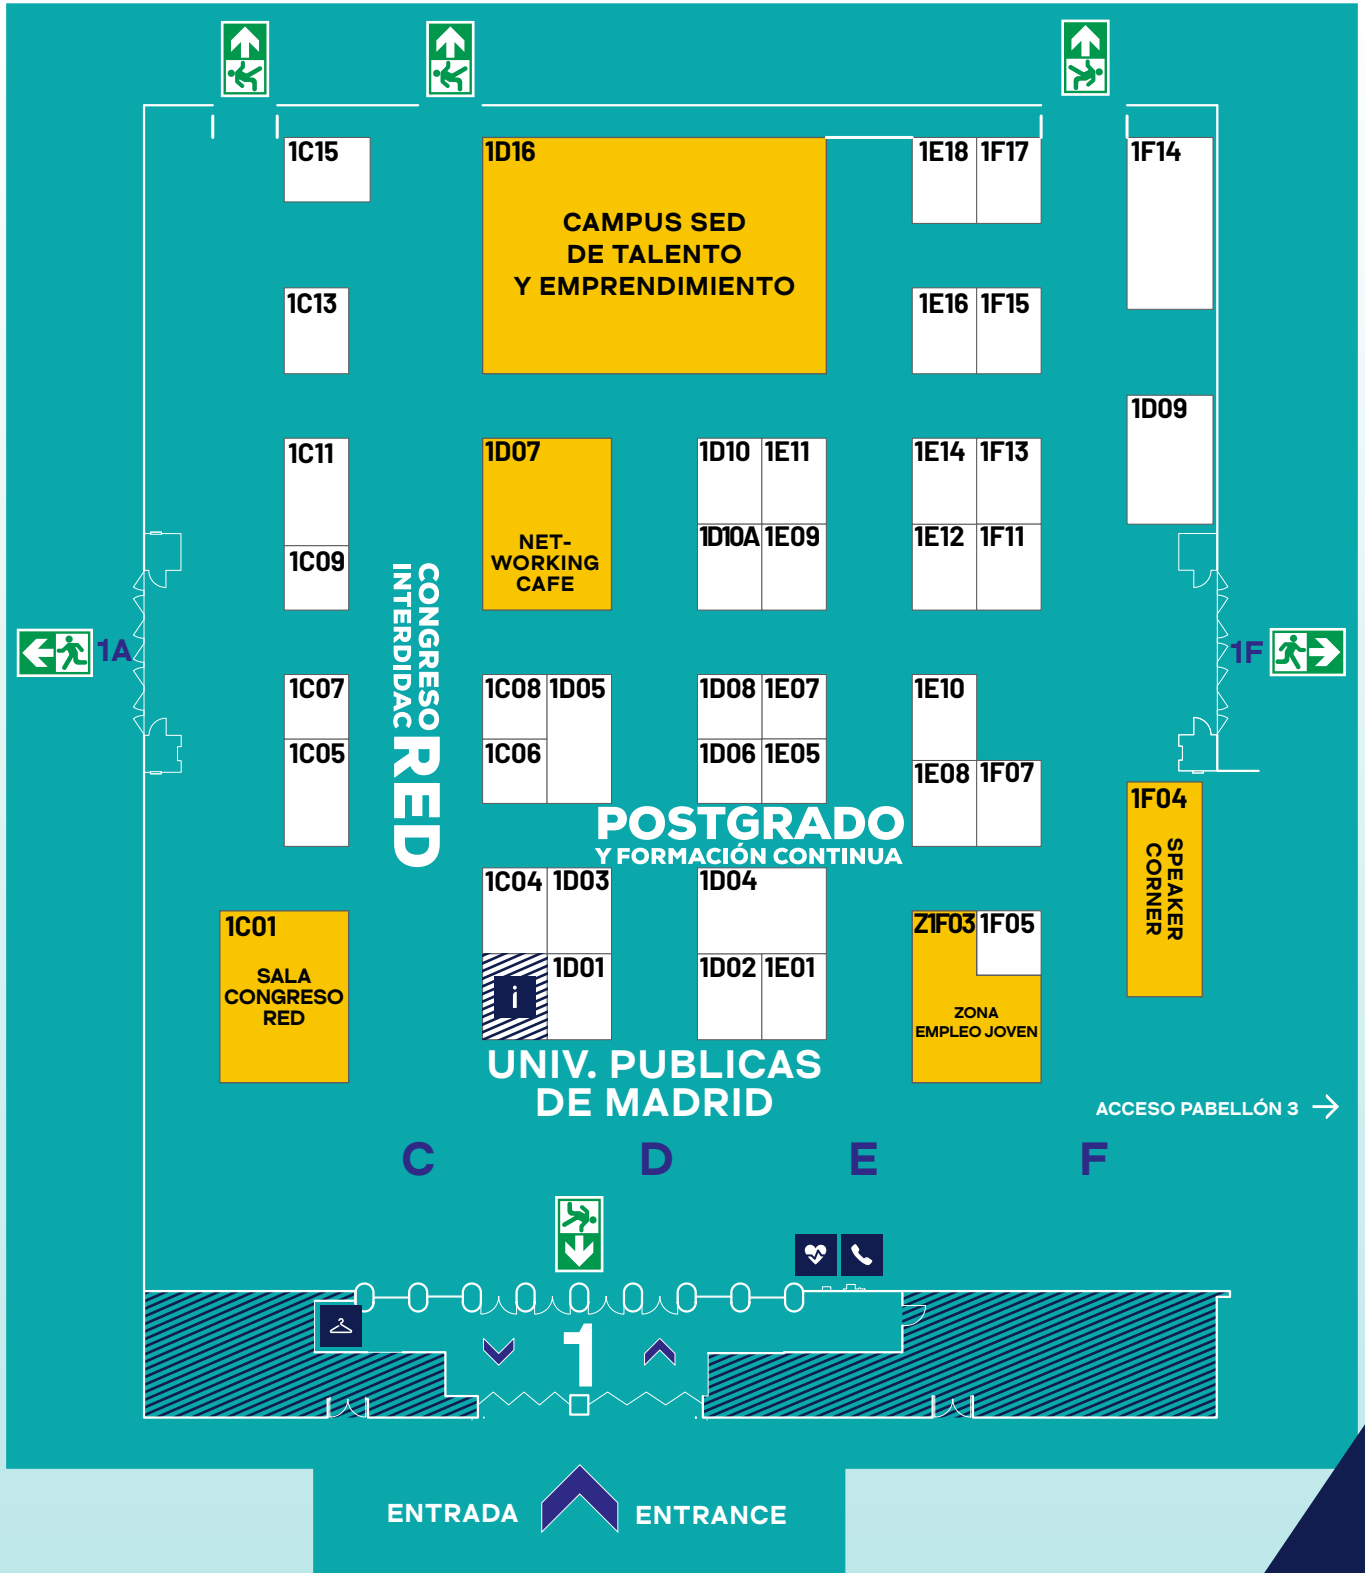 1C15
1D16
CAMPUS SED
DE TALENTO
Y EMPRENDIMIENTO
1E18
1F17
1F14
1C13
1E16
1F15
1D09
1C11
1D07
NET-
WORKING
CAFE
1D10
1E11
1E14
1F13
1C09
1D10A
1E09
1E12
1F11
CONGRESO
INTERDIDAC
RED
1A
1F
1C07
1C08
1D05
1D08
1E07
1E10
1C05
1C06
1D06
1E05
1E08
1F07
1F04
SPEAKER
CORNER
POSTGRADO
Y FORMACIÓN CONTINUA
1C04
1D03
1D04
1C01
SALA
CONGRESO
RED
Z1F03
1F05
ZONA
EMPLEO JOVEN
i
1D01
1D02
1E01
UNIV. PUBLICAS
DE MADRID
ACCESO PABELLÓN 3
C
D
E
F
1
ENTRADA
ENTRANCE